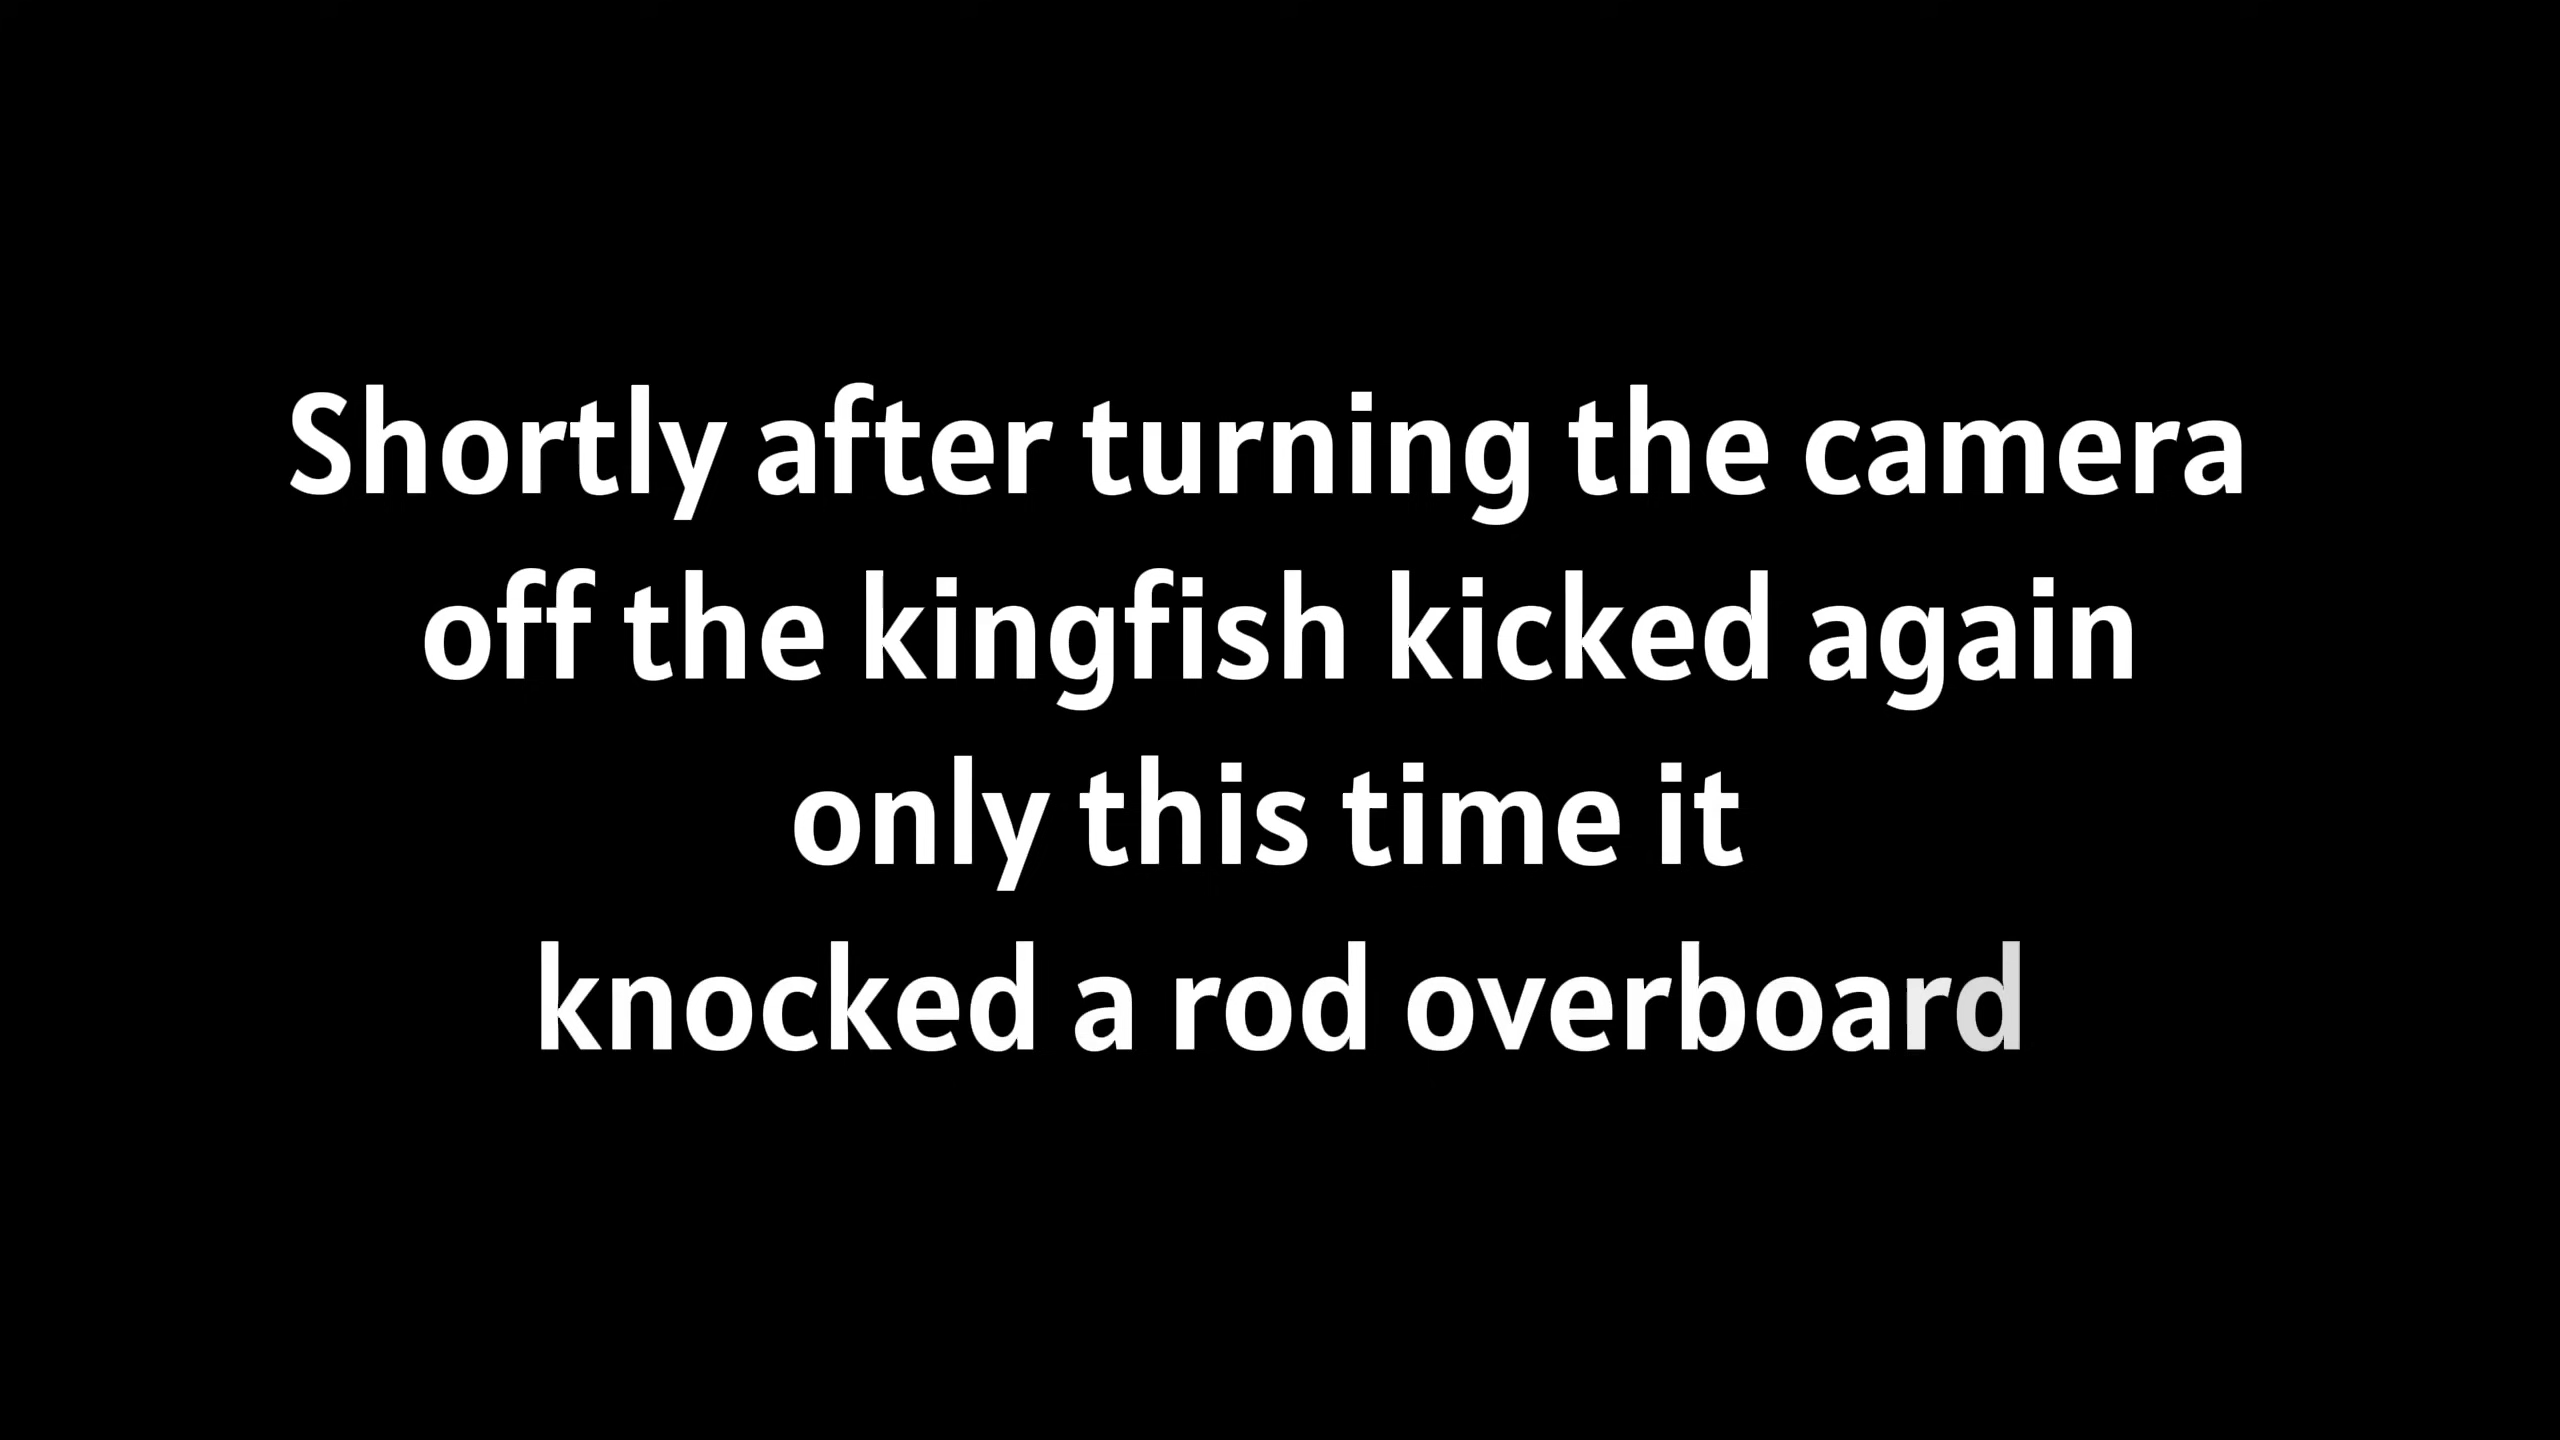 Shortly after turning the camera
off the kingfish kicked again
only this time it
knocked a rod overboard